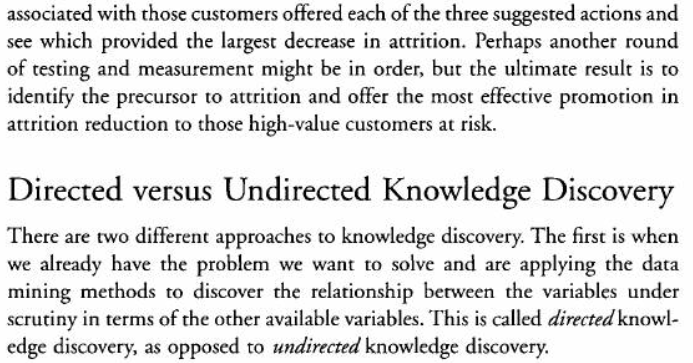 associated with those customers offered each of the three suggested actions and
see which provided the largest decrease in attrition. Perhaps another round
of testing and measurement might be in order, but the ultimate result is to
identify the precursor to attrition and offer the most effective promotion in
attrition reduction to those high-value customers at risk.
Directed versus Undirected Knowledge Discovery
There are two different approaches to knowledge discovery. The first is when
we already have the problem we want to solve and are applying the data
mining methods to discover the relationship between the variables under
scrutiny in terms of the other available variables. This is called directed knowl-
edge discovery, as opposed to undirected knowledge discovery.